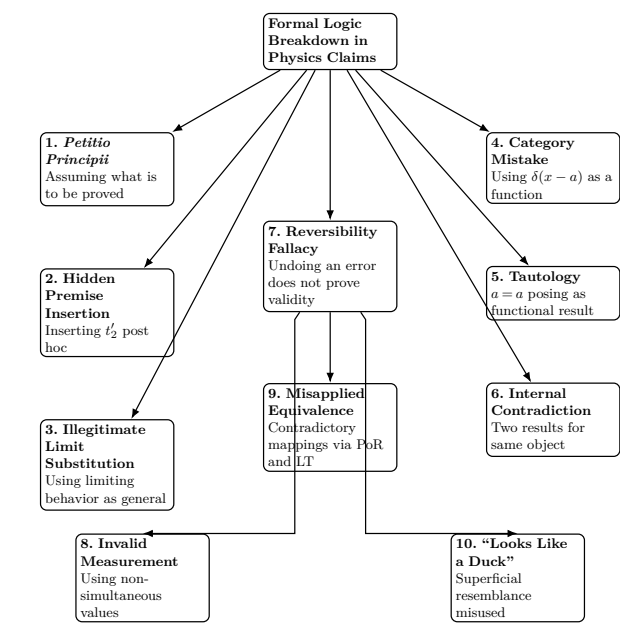 Formal Logic
Breakdown in
Physics Claims
1. Petitio
Principii
Assuming what is
to be proved
4. Category
Mistake
Using δ(x − a) as a
function
7. Reversibility
Fallacy
Undoing an error
does not prove
validity
2. Hidden
Premise
Insertion
Inserting t′₂ post
hoc
5. Tautology
a = a posing as
functional result
9. Misapplied
Equivalence
Contradictory
mappings via PoR
and LT
6. Internal
Contradiction
Two results for
same object
3. Illegitimate
Limit
Substitution
Using limiting
behavior as general
8. Invalid
Measurement
Using non-
simultaneous
values
10. “Looks Like
a Duck”
Superficial
resemblance
misused